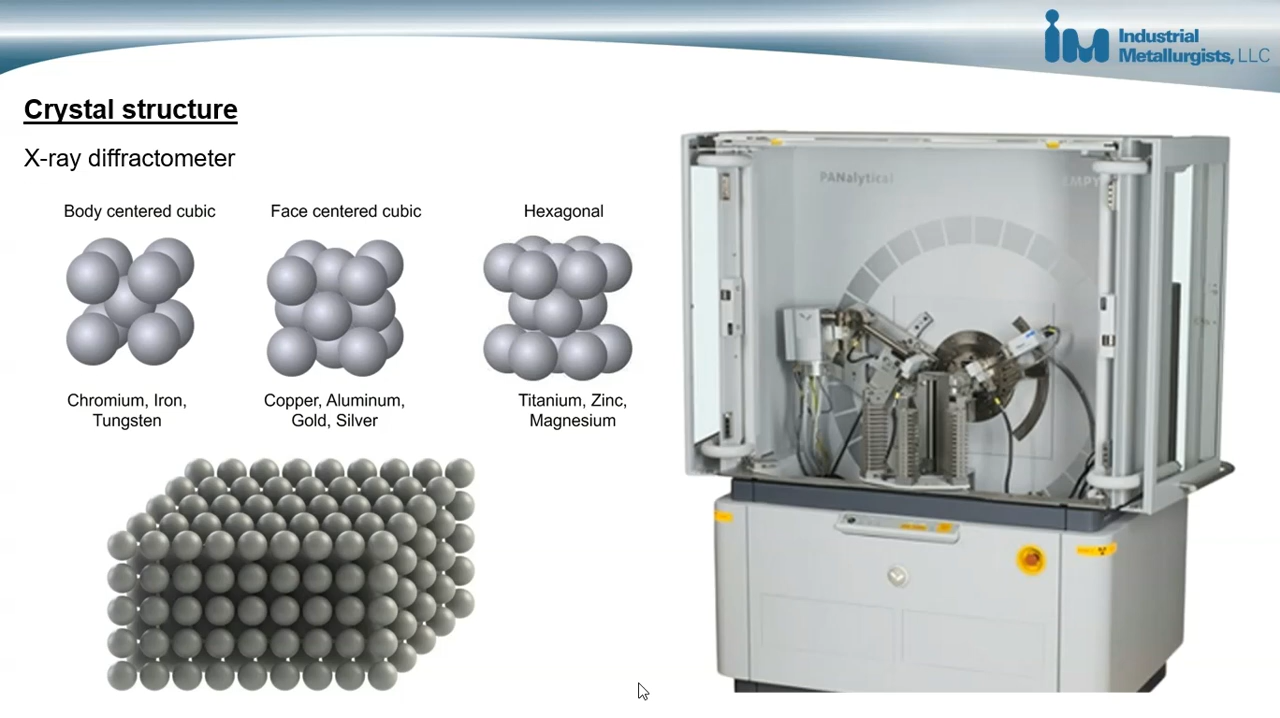 im Industrial
Metallurgists, LLC
Crystal structure
X-ray diffractometer
Body centered cubic
Face centered cubic
Hexagonal
Chromium, Iron,
Tungsten
Copper, Aluminum,
Gold, Silver
Titanium, Zinc,
Magnesium
PANalytical